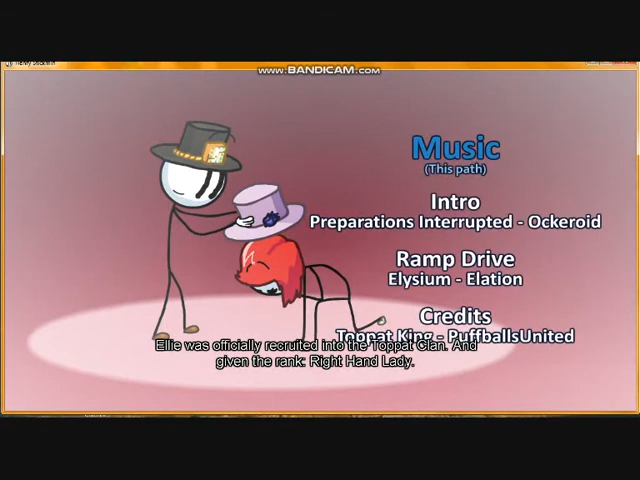 www.BANDICAM.com
Music
(This path)
Intro
Preparations Interrupted - Ockeroid
Ramp Drive
Elysium - Elation
Credits
Toppat King - PuffballsUnited
Ellie was officially recruited into the Toppat Clan. And
given the rank: Right Hand Lady.